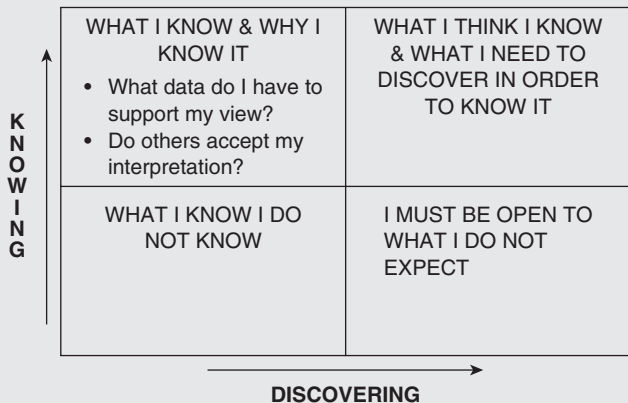 WHAT I KNOW & WHY I
KNOW IT
• What data do I have to
support my view?
• Do others accept my
interpretation?
WHAT I THINK I KNOW
& WHAT I NEED TO
DISCOVER IN ORDER
TO KNOW IT
WHAT I KNOW I DO
NOT KNOW
I MUST BE OPEN TO
WHAT I DO NOT
EXPECT
KNOWING
DISCOVERING